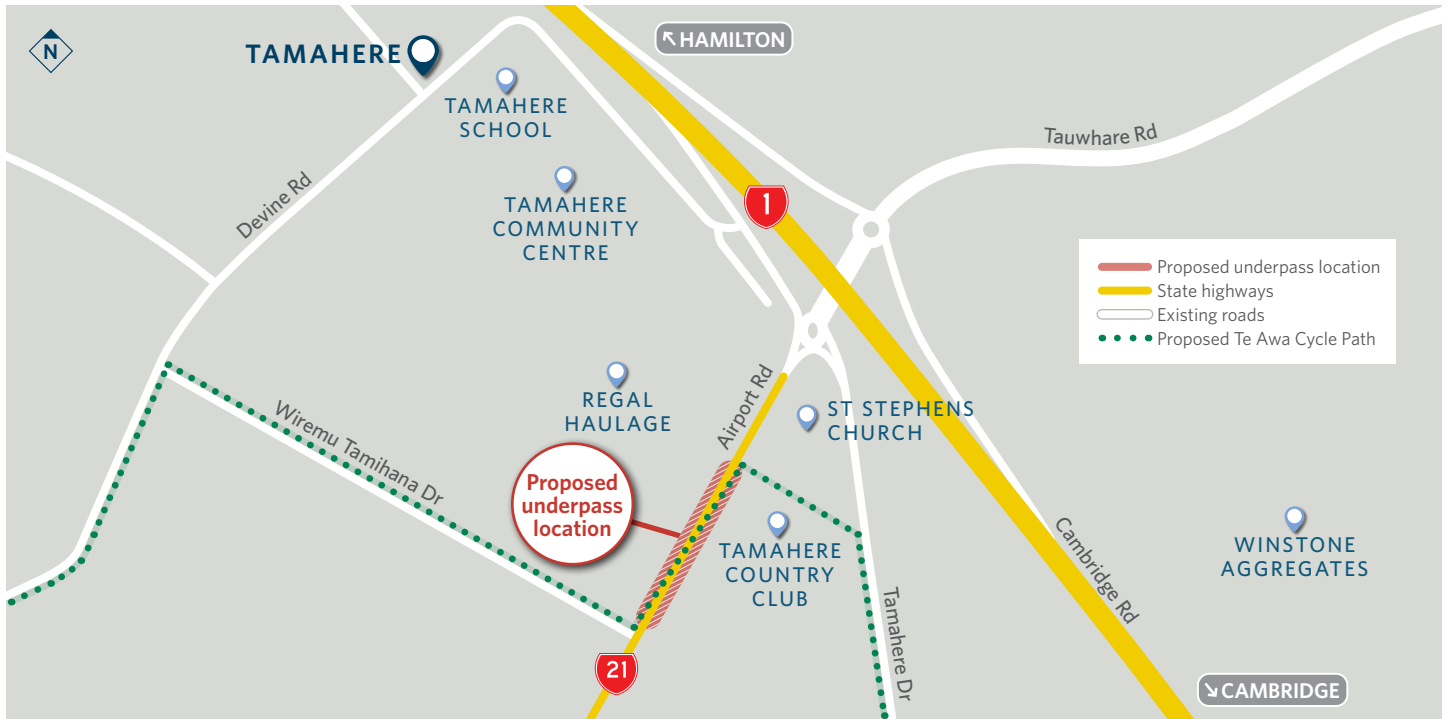 N
TAMAHERE
HAMILTON
TAMAHERE
SCHOOL
Tauwhare Rd
Devine Rd
TAMAHERE
COMMUNITY
CENTRE
1
Proposed underpass location
State highways
Existing roads
Proposed Te Awa Cycle Path
REGAL
HAULAGE
Airport Rd
ST STEPHENS
CHURCH
Wiremu Tamihana Dr
Proposed
underpass
location
TAMAHERE
COUNTRY
CLUB
WINSTONE
AGGREGATES
Cambridge Rd
Tamahere Dr
21
CAMBRIDGE